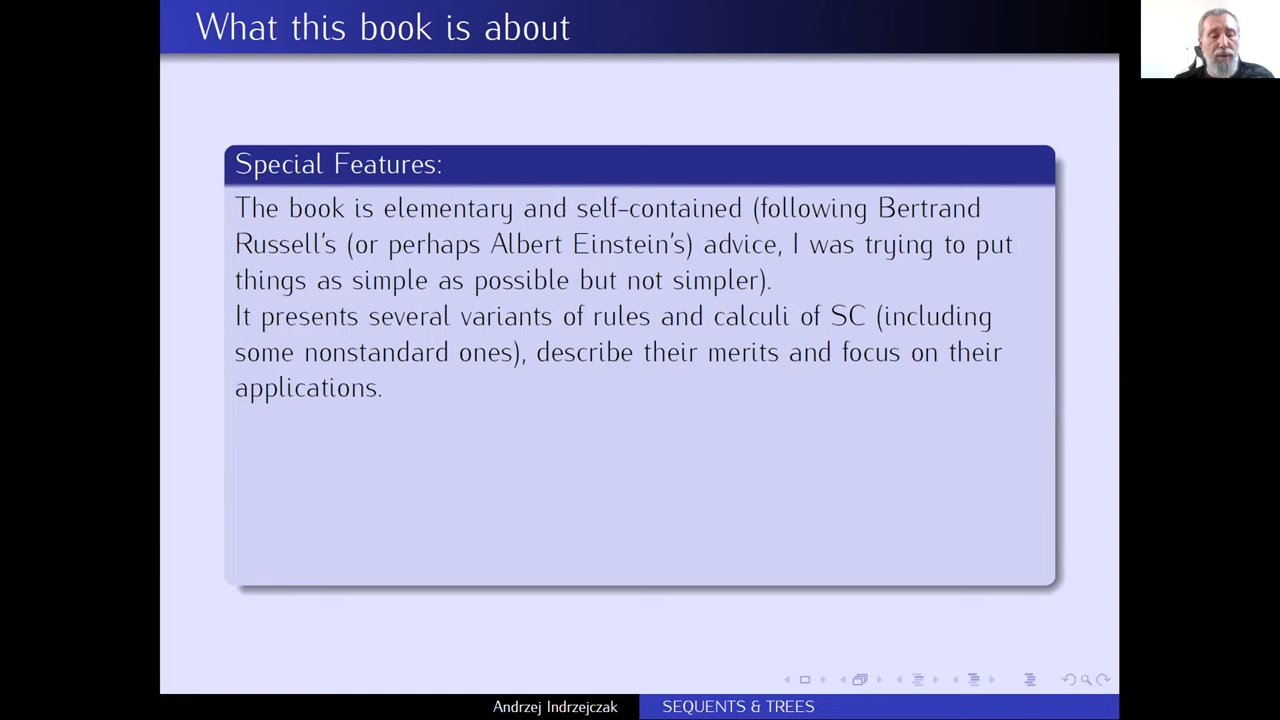 What this book is about
Special Features:
The book is elementary and self-contained (following Bertrand
Russell's (or perhaps Albert Einstein's) advice, I was trying to put
things as simple as possible but not simpler).
It presents several variants of rules and calculi of SC (including
some nonstandard ones), describe their merits and focus on their
applications.
Andrzej Indrzejczak
SEQUENTS & TREES